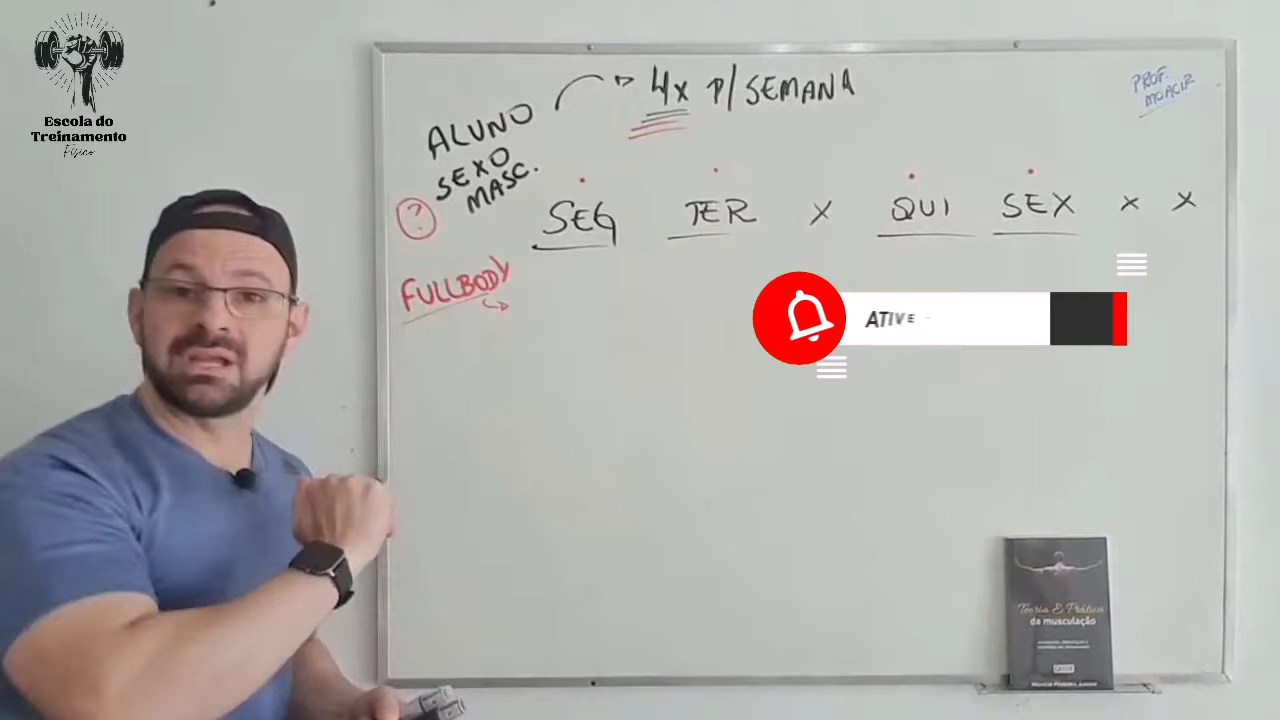 Escola do
Treinamento
Físico
ALUNO
4x P/SEMANA
PROF.
MOACIR
SEXO
MASC.
?
SEG TER X QUI SEX X X
FULLBODY
ATIVE
Teoria & Prática
da musculação